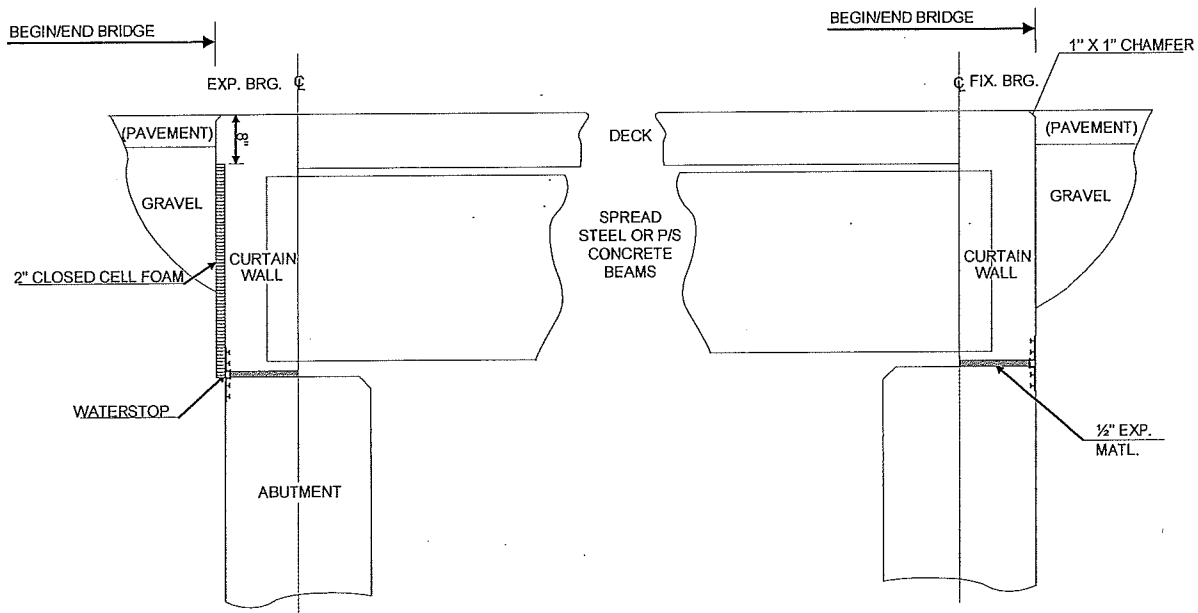 BEGIN/END BRIDGE
BEGIN/END BRIDGE
1" X 1" CHAMFER
EXP. BRG. ℄
℄ FIX. BRG.
(PAVEMENT)
8"
DECK
(PAVEMENT)
GRAVEL
GRAVEL
SPREAD
STEEL OR P/S
CONCRETE
BEAMS
CURTAIN
WALL
CURTAIN
WALL
2" CLOSED CELL FOAM
WATERSTOP
½" EXP.
MATL.
ABUTMENT